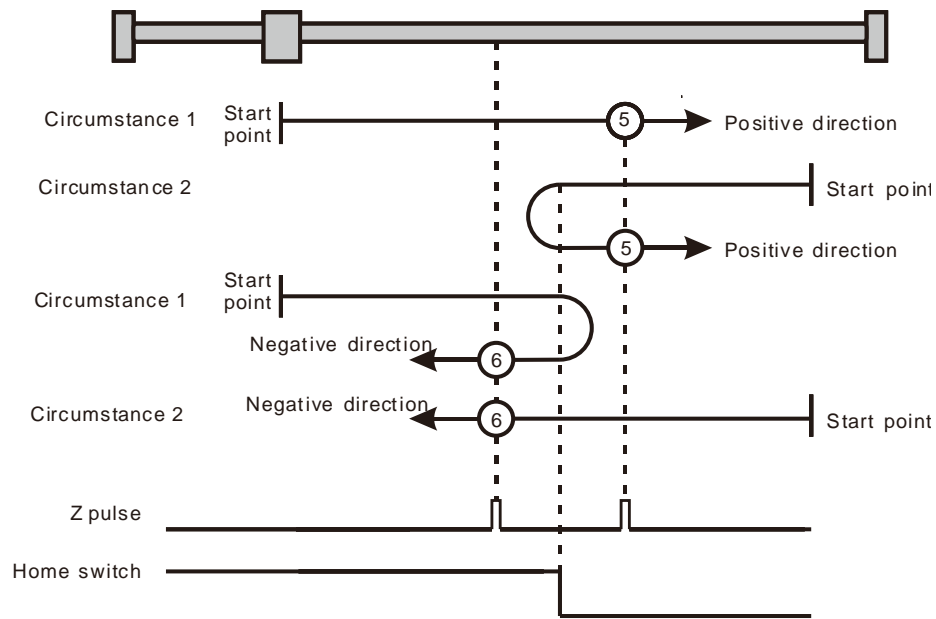 Circumstance 1
Start
point
5
Positive direction
Circumstance 2
Start point
5
Positive direction
Circumstance 1
Start
point
Negative direction
6
Circumstance 2
Negative direction
6
Start point
Z pulse
Home switch